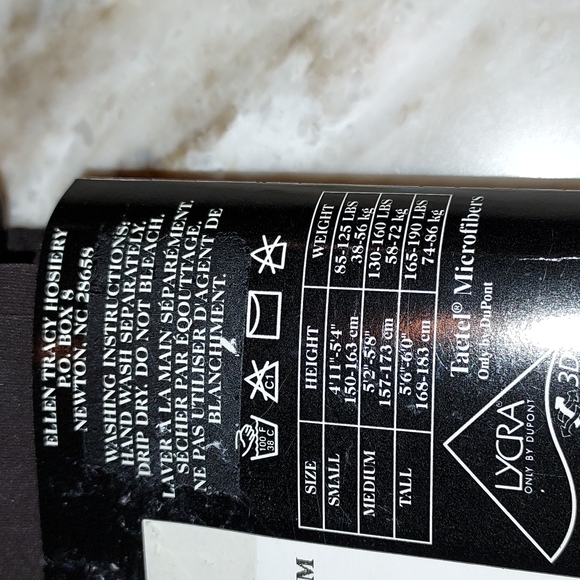 ELLEN TRACY HOSIERY
P.O. BOX 8
NEWTON, NC 28658
WASHING INSTRUCTIONS:
HAND WASH SEPARATELY.
DRIP DRY. DO NOT BLEACH.
LAVER À LA MAIN SÉPARÉMENT.
SÉCHER PAR EQOUTTAGE.
NE PAS UTILISER D'AGENT DE
BLANCHIMENT.
100 F
38 C
C1
SIZE HEIGHT WEIGHT
SMALL 4'11"-5'4" 85-125 LBS
150-163 cm 38-56 kg
MEDIUM 5'2"-5'8" 130-160 LBS
157-173 cm 58-72 kg
TALL 5'6"-6'0" 165-190 LBS
168-183 cm 74-86 kg
Tactel® Microfibers
Only by DuPont
LYCRA®
ONLY BY DUPONT
3D
M